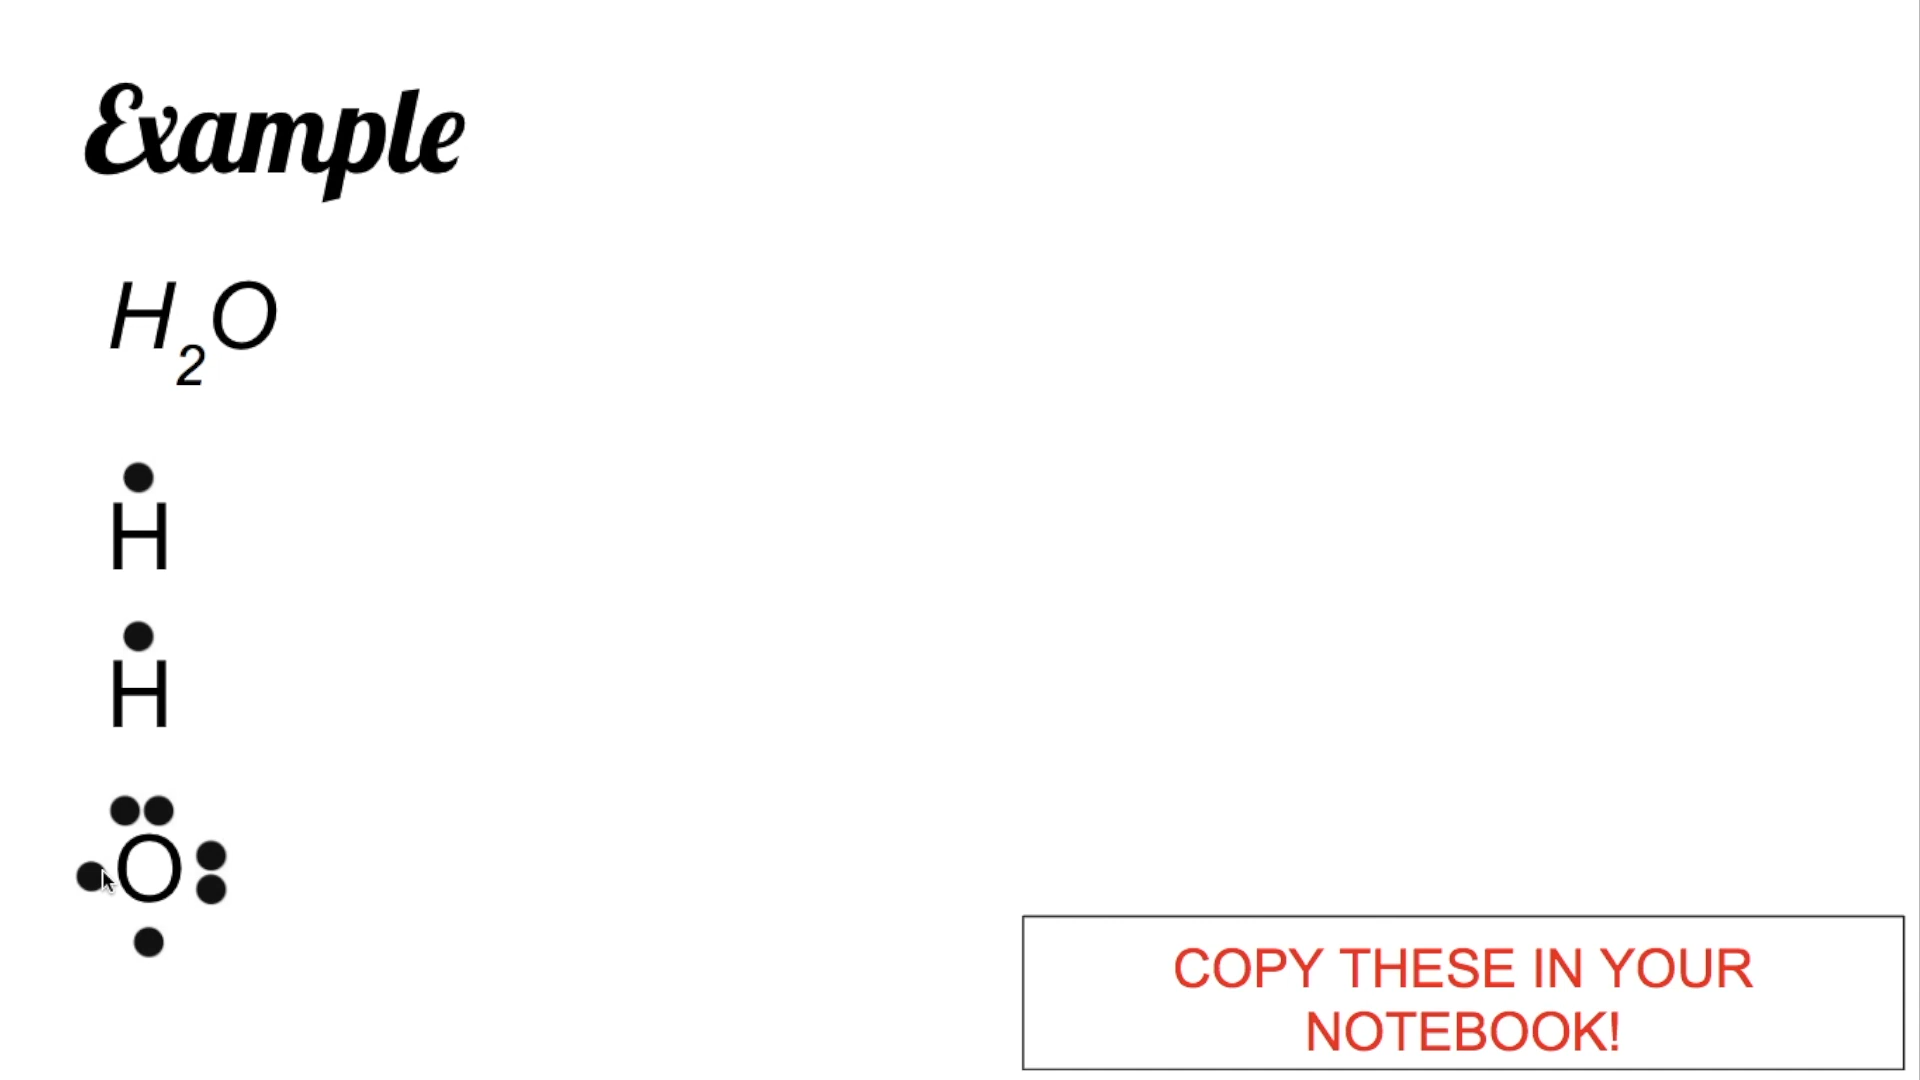 Example
H₂O
H
H
O
COPY THESE IN YOUR
NOTEBOOK!